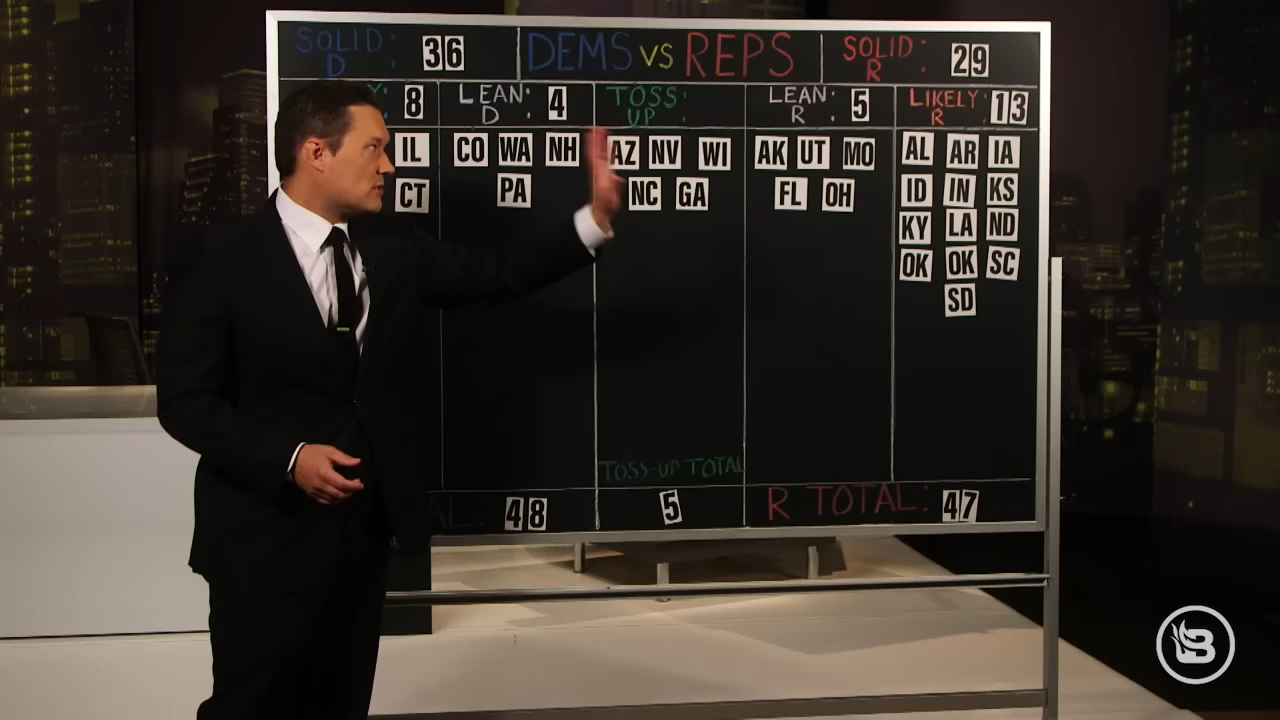 SOLID D : 36 DEMS VS REPS SOLID R : 29
Y: 8 LEAN D : 4 TOSS UP : LEAN R : 5 LIKELY R : 13
IL CO WA NH AZ NV WI AK UT MO AL AR IA
CT PA NC GA FL OH ID IN KS
KY LA ND
OK OK SC
SD
TOSS-UP TOTAL
AL: 48 5 R TOTAL: 47
B